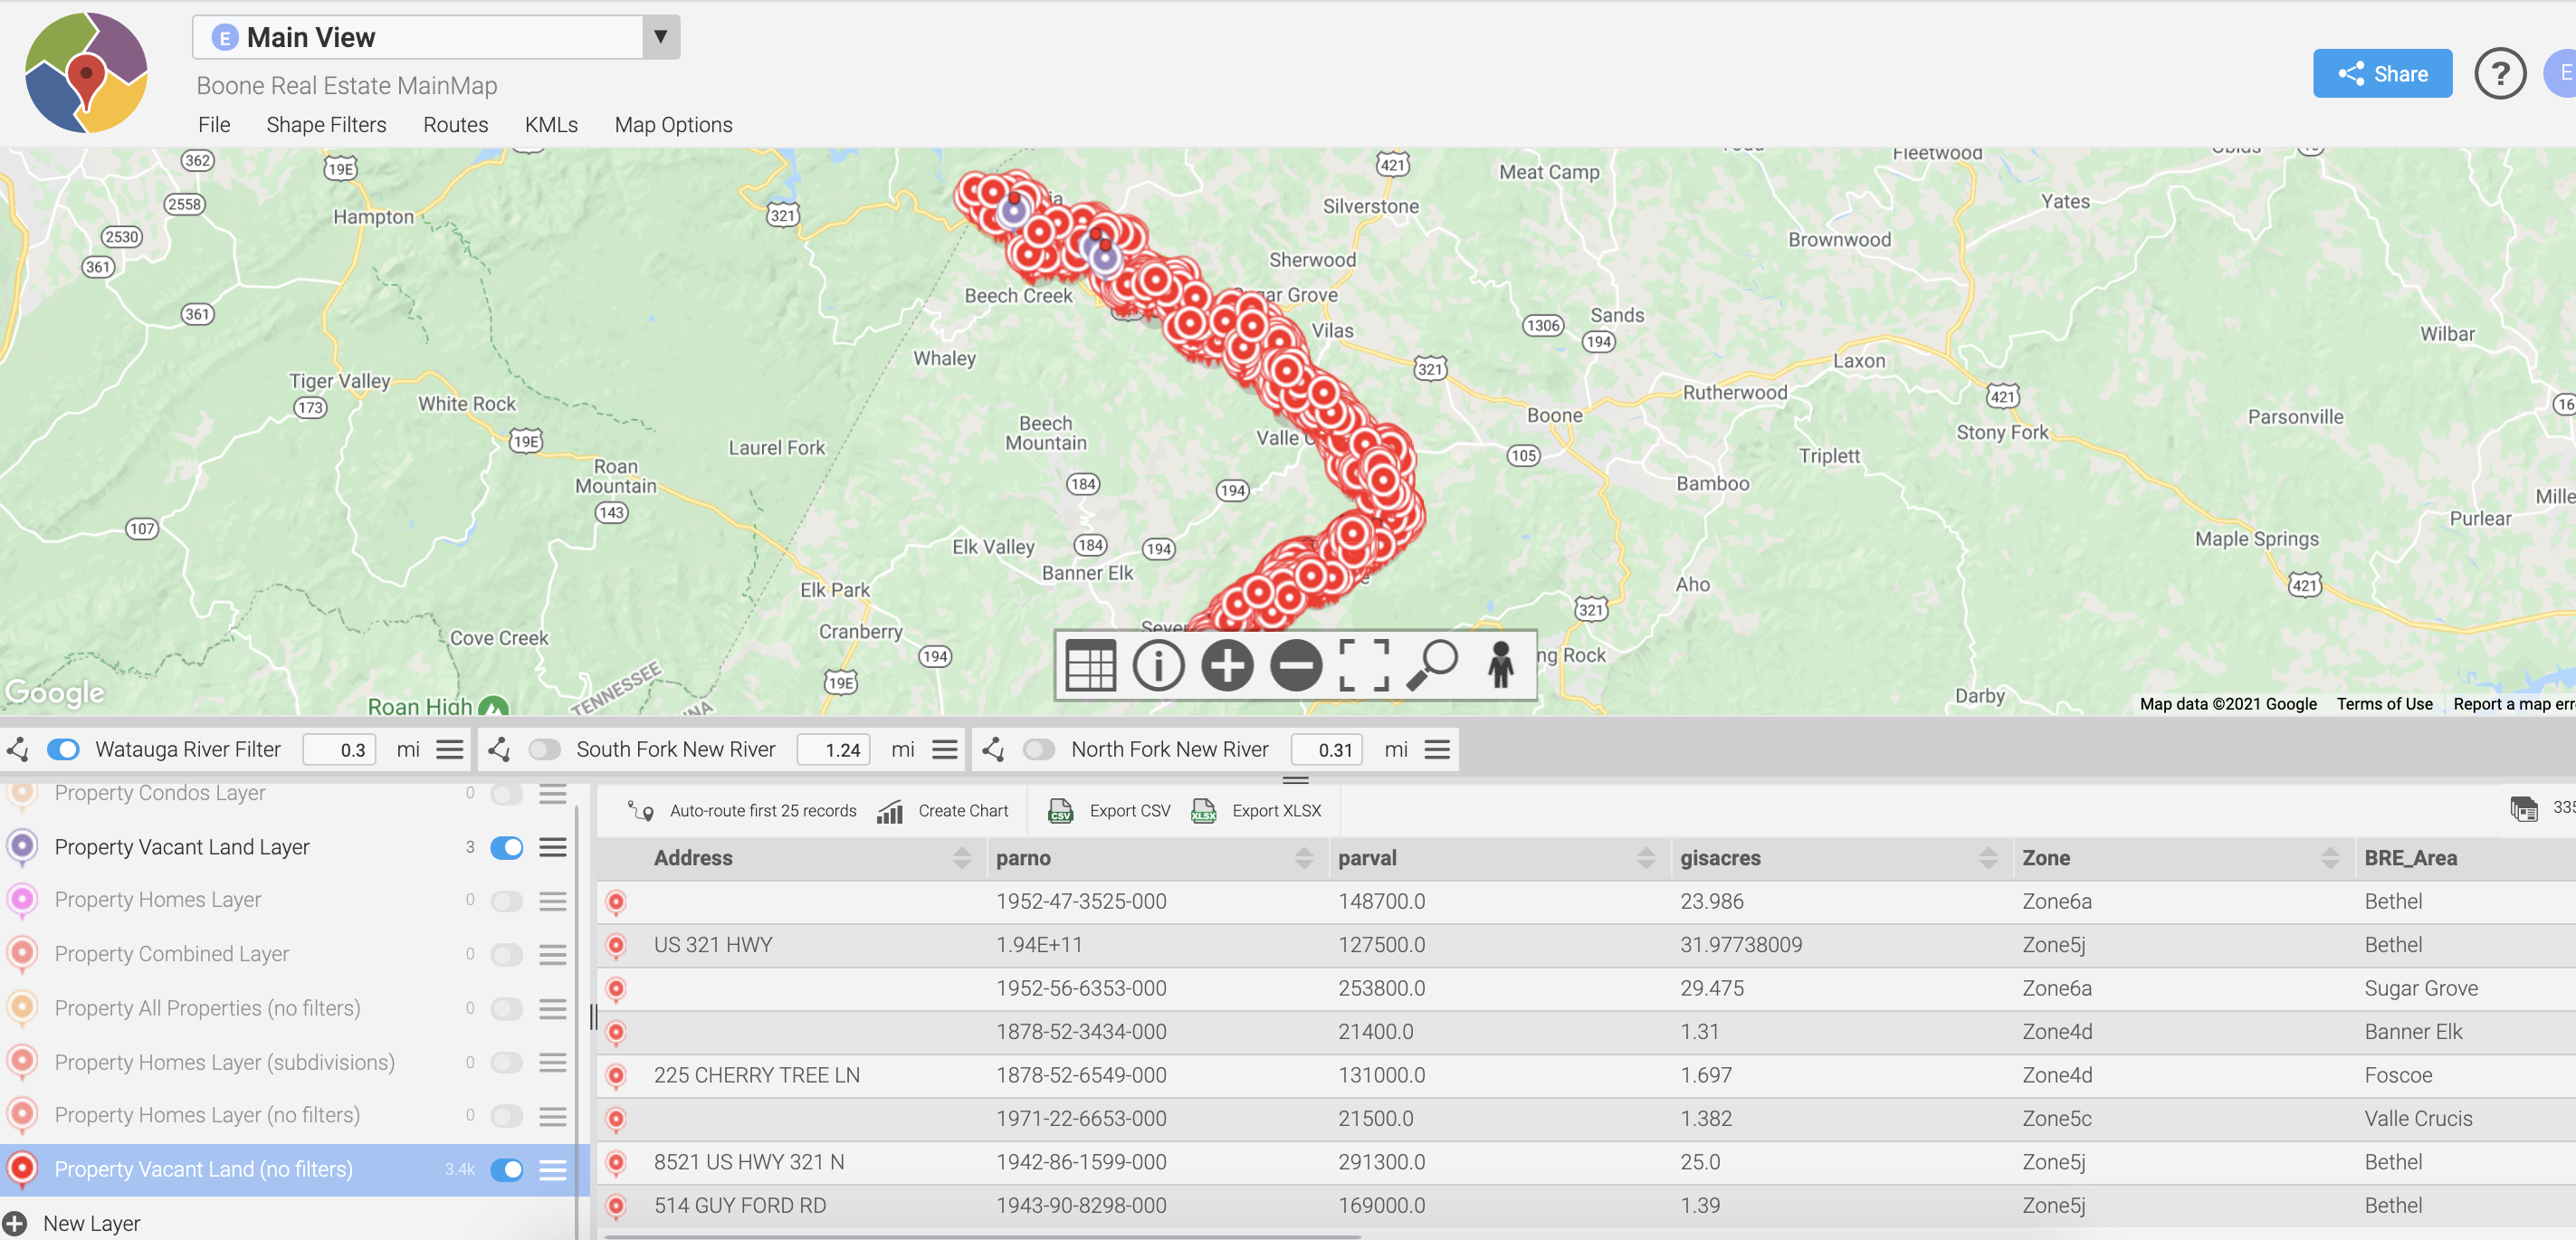 E Main View ▼
Boone Real Estate MainMap
File Shape Filters Routes KMLs Map Options
Share ? E
362
19E
2558
Hampton
2530
361
361
321
421
Meat Camp
Fleetwood
Silverstone
Yates
Brownwood
Sherwood
Beech Creek
Grove
Vilas
1306
Sands
194
Wilbar
Whaley
321
Laxon
Tiger Valley
173
White Rock
Rutherwood
421
Boone
Parsonville
Beech
Mountain
Valle
Stony Fork
19E
Laurel Fork
105
Triplett
Roan
Mountain
184
194
Bamboo
143
107
Purlear
Elk Valley
184
194
Maple Springs
Banner Elk
Aho
421
Elk Park
321
Cove Creek
Cranberry
194
19E
Rock
Google
Roan High
TENNESSEE
Darby
Map data ©2021 Google Terms of Use Report a map
Watauga River Filter 0.3 mi South Fork New River 1.24 mi North Fork New River 0.31 mi
Property Condos Layer 0
Property Vacant Land Layer 3
Property Homes Layer 0
Property Combined Layer 0
Property All Properties (no filters) 0
Property Homes Layer (subdivisions) 0
Property Homes Layer (no filters) 0
Property Vacant Land (no filters) 3.4k
New Layer
Auto-route first 25 records Create Chart CSV Export CSV XLSX Export XLSX 335
Address parno parval gisacres Zone BRE_Area
1952-47-3525-000 148700.0 23.986 Zone6a Bethel
US 321 HWY 1.94E+11 127500.0 31.97738009 Zone5j Bethel
1952-56-6353-000 253800.0 29.475 Zone6a Sugar Grove
1878-52-3434-000 21400.0 1.31 Zone4d Banner Elk
225 CHERRY TREE LN 1878-52-6549-000 131000.0 1.697 Zone4d Foscoe
1971-22-6653-000 21500.0 1.382 Zone5c Valle Crucis
8521 US HWY 321 N 1942-86-1599-000 291300.0 25.0 Zone5j Bethel
514 GUY FORD RD 1943-90-8298-000 169000.0 1.39 Zone5j Bethel